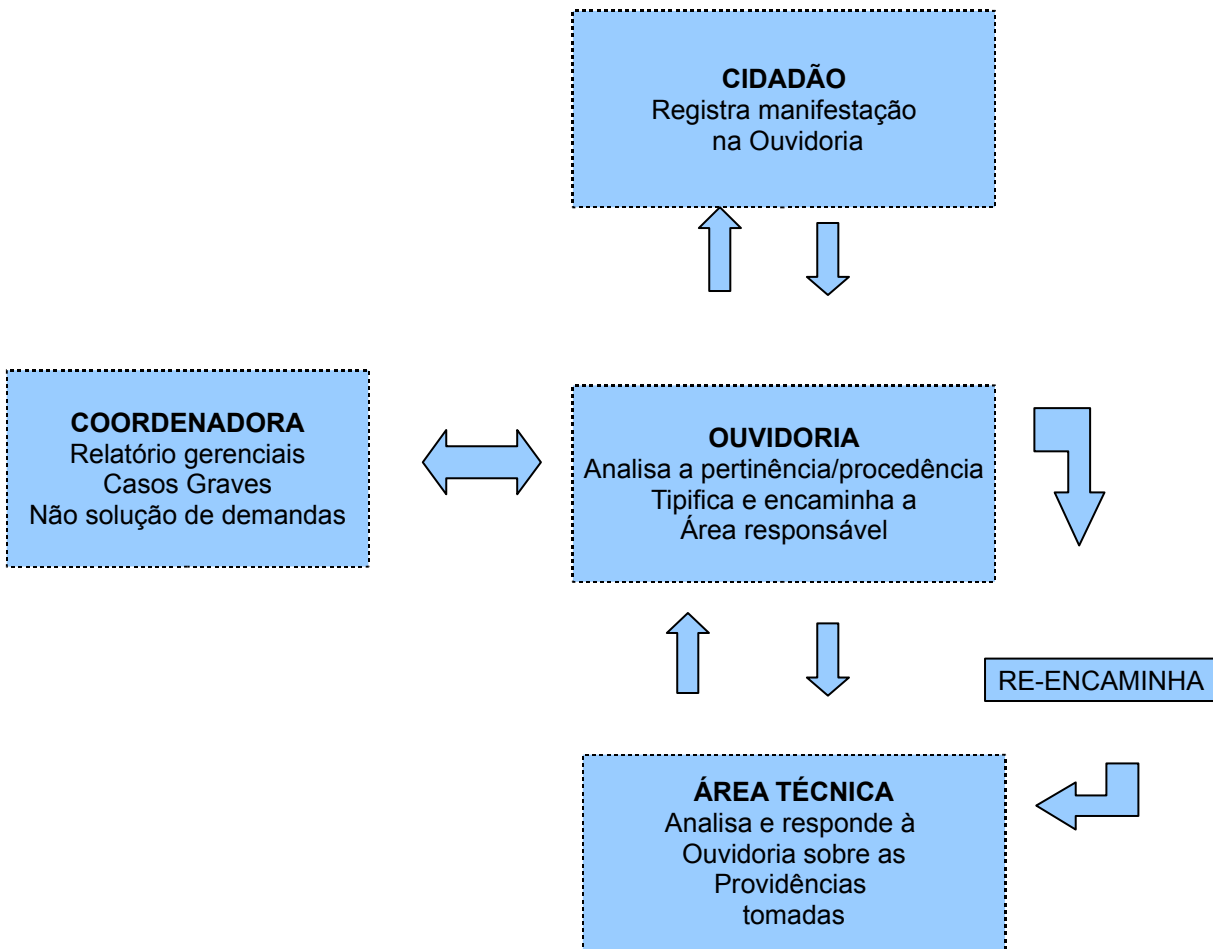 CIDADÃO
Registra manifestação
na Ouvidoria
COORDENADORA
Relatório gerenciais
Casos Graves
Não solução de demandas
OUVIDORIA
Analisa a pertinência/procedência
Tipifica e encaminha a
Área responsável
RE-ENCAMINHA
ÁREA TÉCNICA
Analisa e responde à
Ouvidoria sobre as
Providências
tomadas